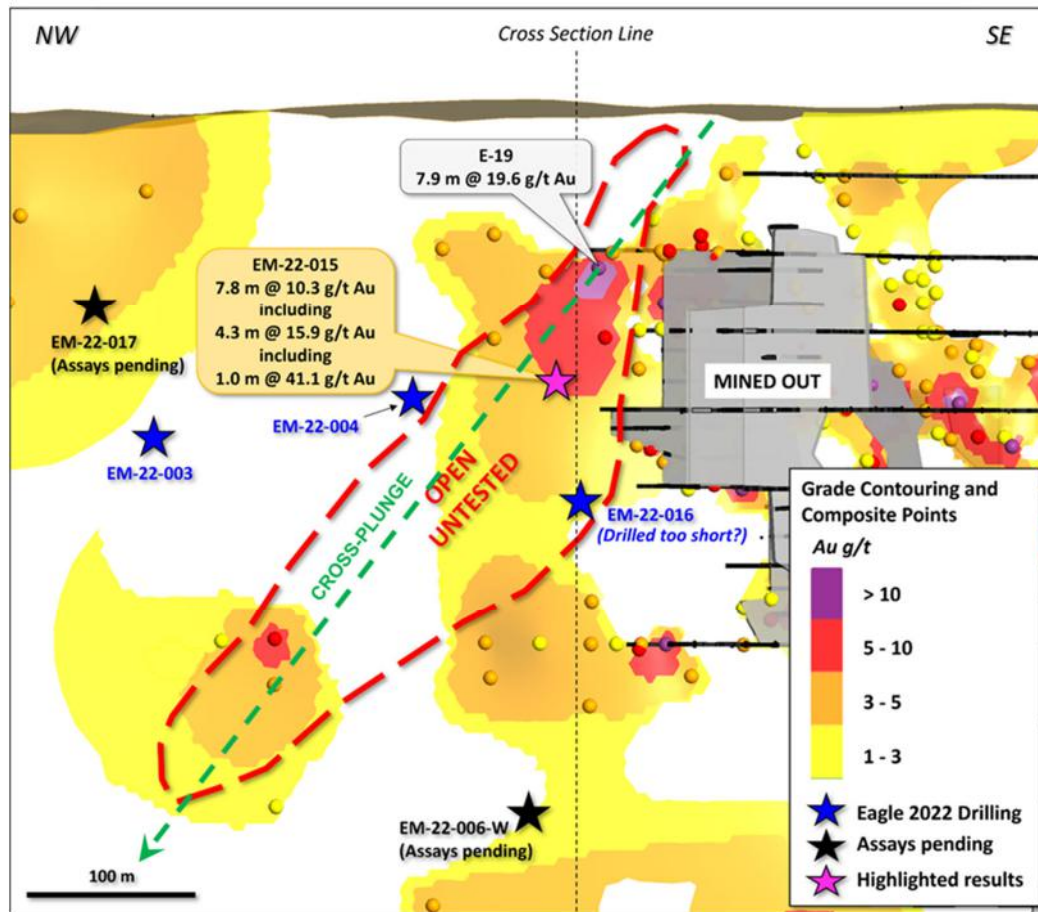 NW
Cross Section Line
SE
E-19
7.9 m @ 19.6 g/t Au
EM-22-015
7.8 m @ 10.3 g/t Au
including
4.3 m @ 15.9 g/t Au
including
1.0 m @ 41.1 g/t Au
EM-22-017
(Assays pending)
MINED OUT
EM-22-004
EM-22-003
OPEN
UNTESTED
CROSS-PLUNGE
EM-22-016
(Drilled too short?)
EM-22-006-W
(Assays pending)
100 m
Grade Contouring and
Composite Points
Au g/t
> 10
5 - 10
3 - 5
1 - 3
Eagle 2022 Drilling
Assays pending
Highlighted results